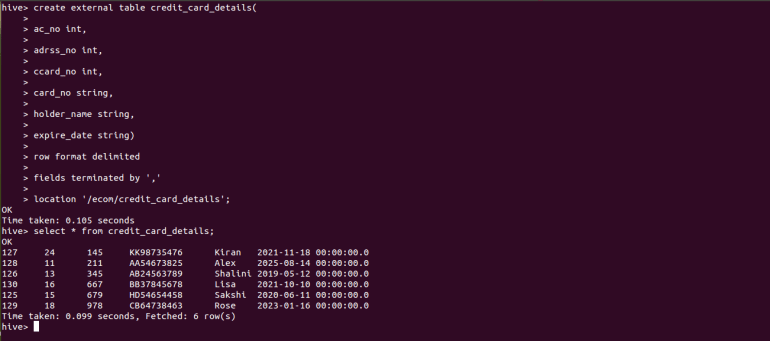 hive> create external table credit_card_details(
    >
    > ac_no int,
    >
    > adrss_no int,
    >
    > ccard_no int,
    >
    > card_no string,
    >
    > holder_name string,
    >
    > expire_date string)
    >
    > row format delimited
    >
    > fields terminated by ','
    >
    > location '/ecom/credit_card_details';
OK
Time taken: 0.105 seconds
hive> select * from credit_card_details;
OK
127     24      145     KK98735476      Kiran   2021-11-18 00:00:00.0
128     11      211     AA54673825      Alex    2025-08-14 00:00:00.0
126     13      345     AB24563789      Shalini 2019-05-12 00:00:00.0
130     16      667     BB37845678      Lisa    2021-10-10 00:00:00.0
125     15      679     HD54654458      Sakshi  2020-06-11 00:00:00.0
129     18      978     CB64738463      Rose    2023-01-16 00:00:00.0
Time taken: 0.099 seconds, Fetched: 6 row(s)
hive>